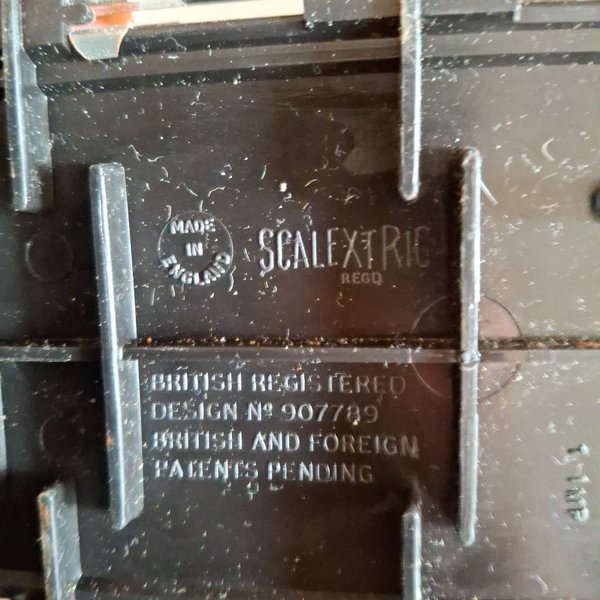 MADE
IN
ENGLAND
SCALEXTRIC
REGD
BRITISH REGISTERED
DESIGN Nº 907789
BRITISH AND FOREIGN
PATENTS PENDING